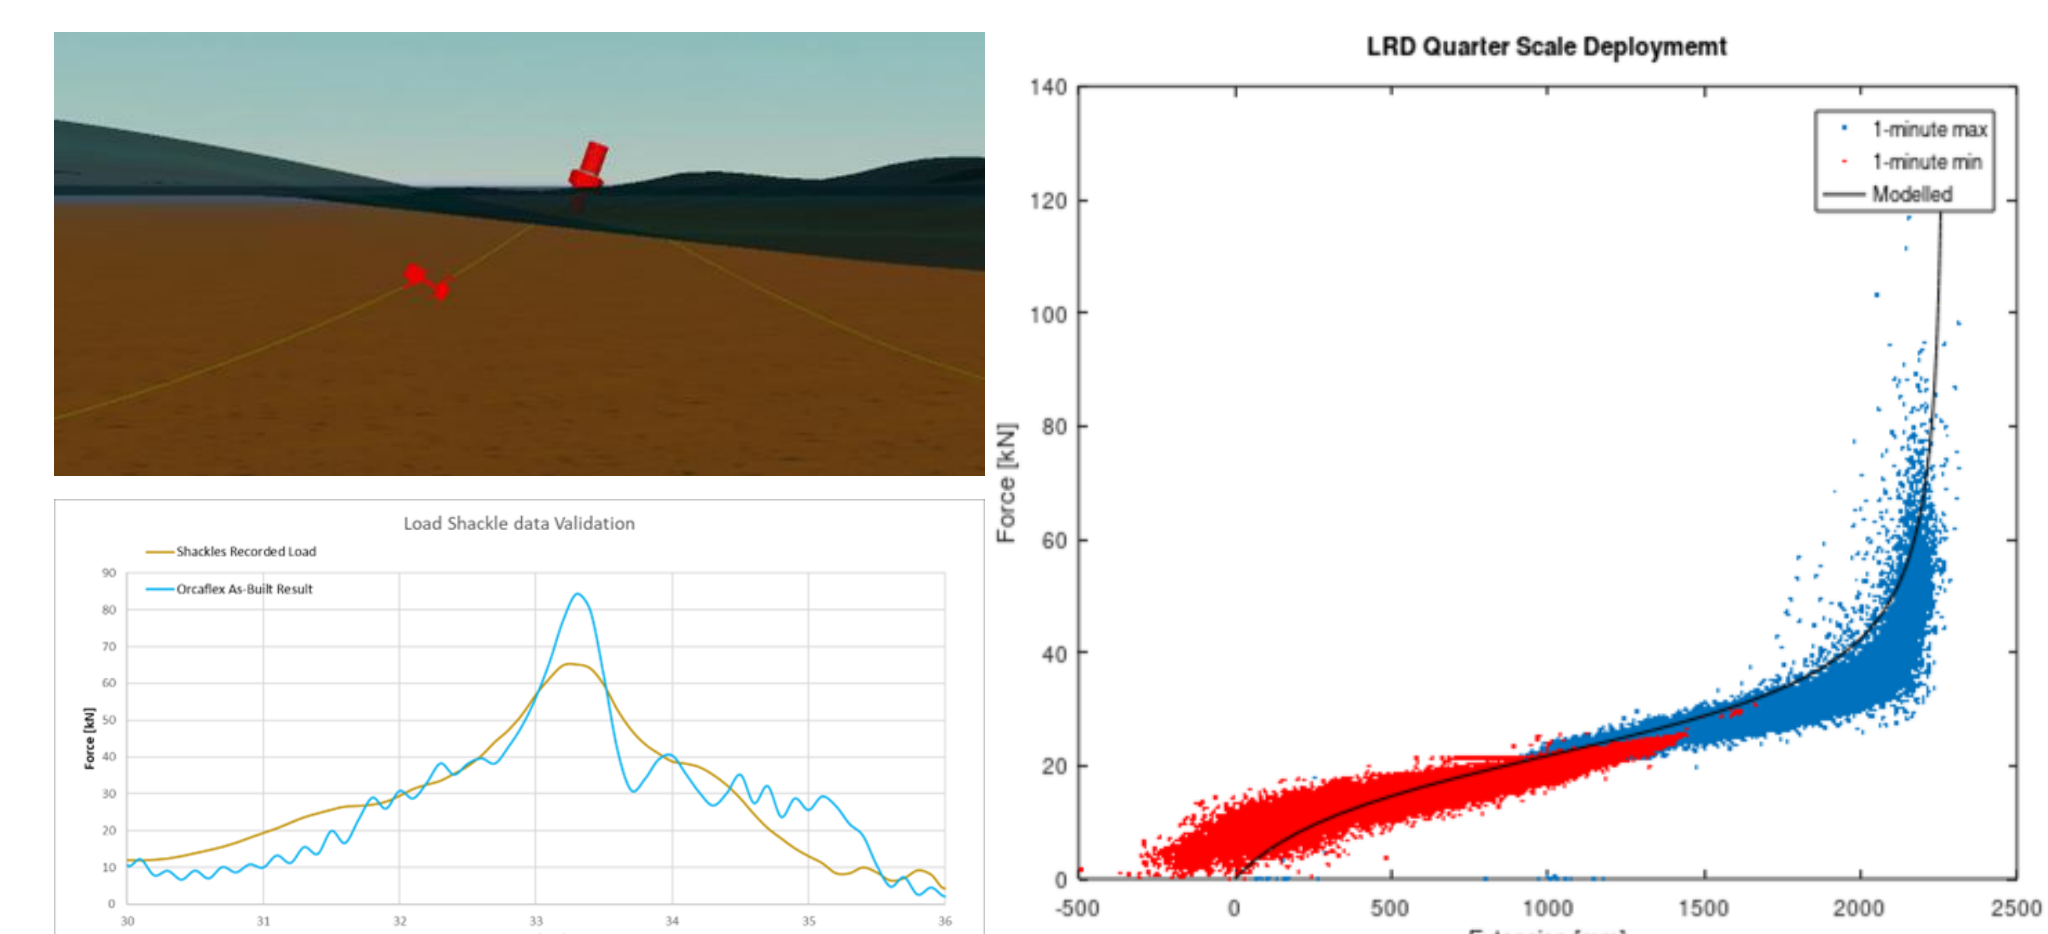 LRD Quarter Scale Deploymemt
140
120
100
80
60
40
20
0
Force [kN]
1-minute max
1-minute min
Modelled
-500 0 500 1000 1500 2000 2500
Load Shackle data Validation
Shackles Recorded Load
Orcaflex As-Built Result
90
80
70
60
50
40
30
20
10
0
Force [kN]
30 31 32 33 34 35 36